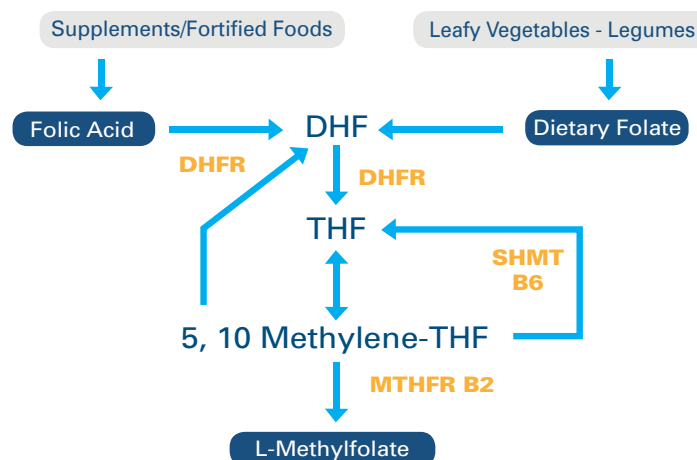 Supplements/Fortified Foods
Leafy Vegetables - Legumes
Folic Acid
DHF
Dietary Folate
DHFR
DHFR
THF
SHMT
B6
5, 10 Methylene-THF
MTHFR B2
L-Methylfolate